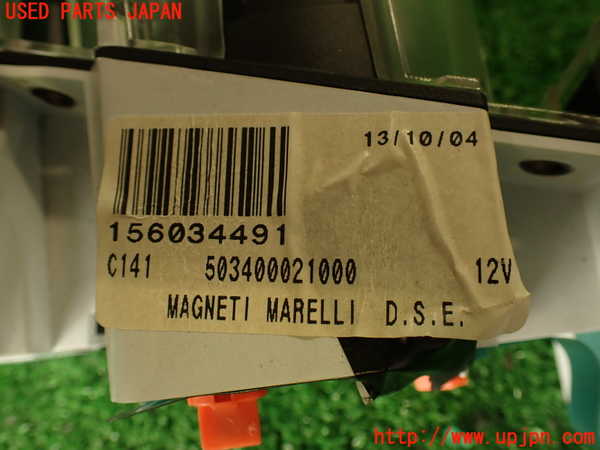 USED PARTS JAPAN
13/10/04
156034491
C141 503400021000 12V
MAGNETI MARELLI D.S.E.
http://www.upjpn.com/